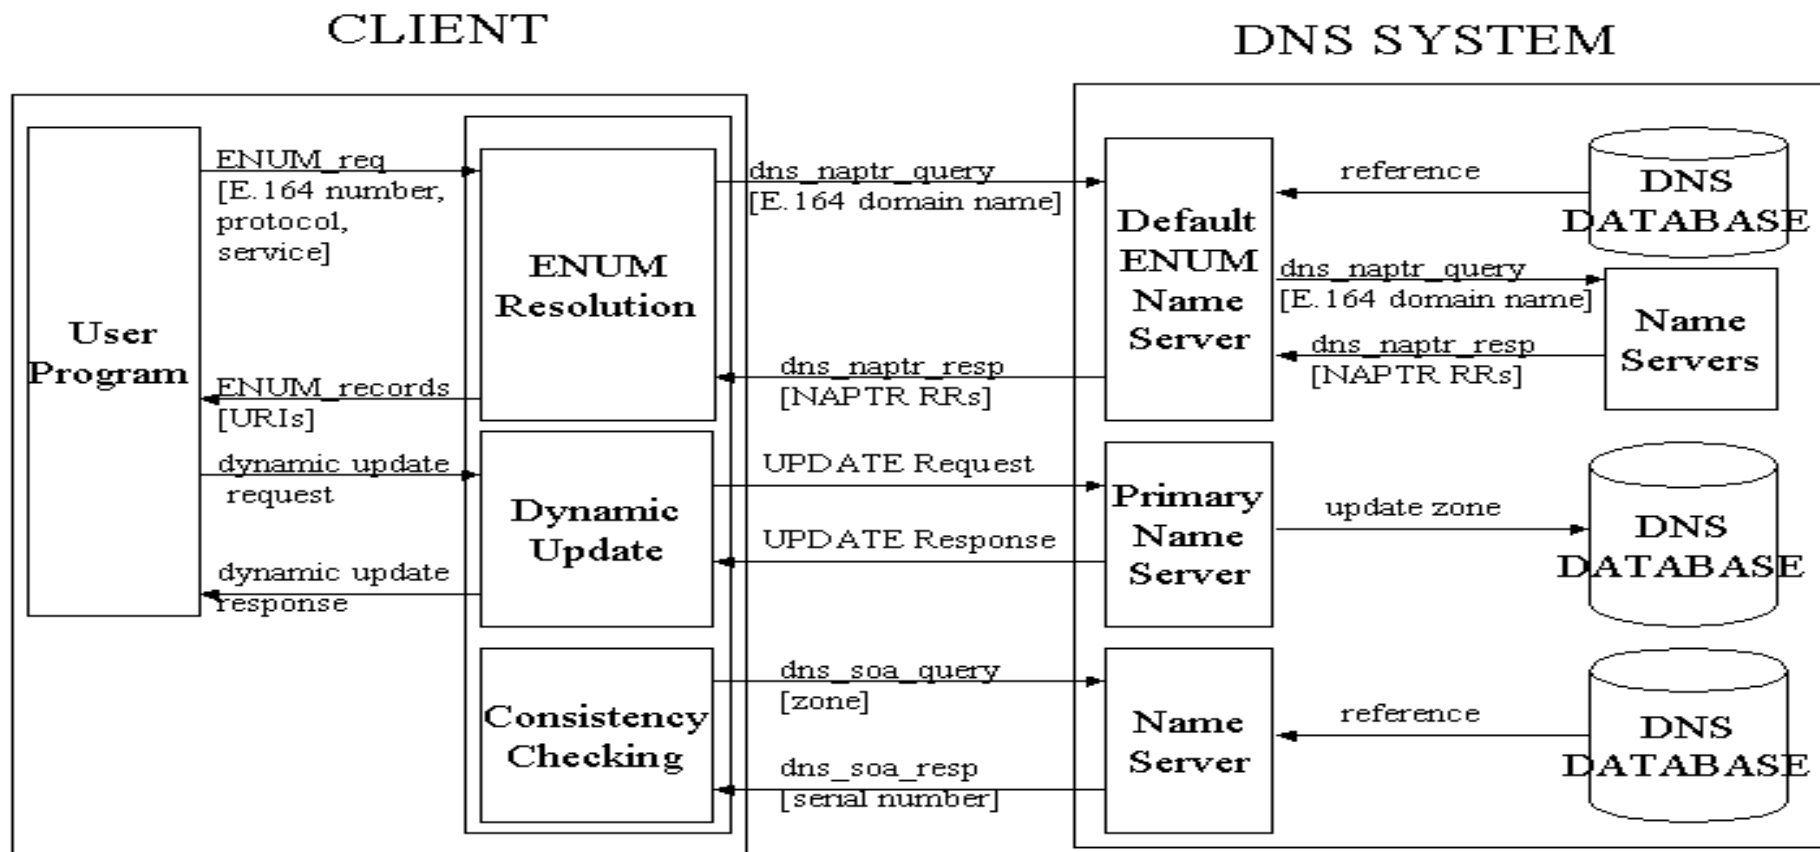 CLIENT
DNS SYSTEM
User
Program
ENUM_req
[E.164 number,
protocol,
service]
ENUM_records
[URIs]
dynamic update
request
dynamic update
response
ENUM
Resolution
Dynamic
Update
Consistency
Checking
dns_naptr_query
[E.164 domain name]
dns_naptr_resp
[NAPTR RRs]
UPDATE Request
UPDATE Response
dns_soa_query
[zone]
dns_soa_resp
[serial number]
Default
ENUM
Name
Server
Primary
Name
Server
Name
Server
reference
dns_naptr_query
[E.164 domain name]
dns_naptr_resp
[NAPTR RRs]
update zone
reference
DNS
DATABASE
Name
Servers
DNS
DATABASE
DNS
DATABASE